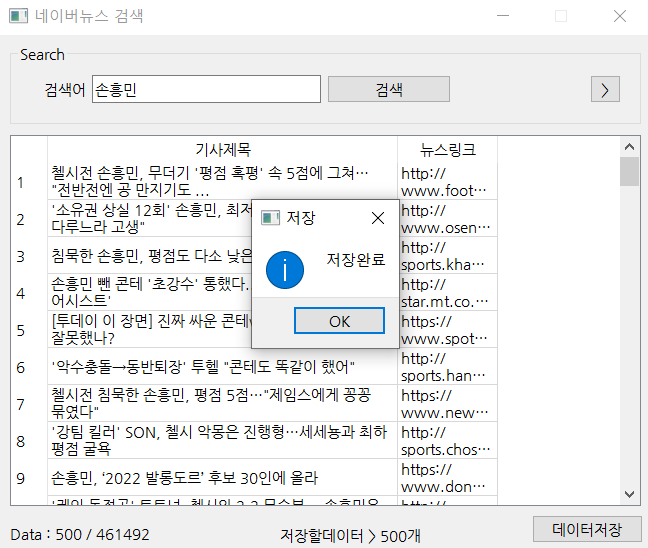 네이버뉴스 검색
Search
검색어 손흥민 검색 >
기사제목 뉴스링크
1 첼시전 손흥민, 무더기 '평점 혹평' 속 5점에 그쳐… http://
"전반전엔 공 만지기도 ... www.foot…
2 '소유권 상실 12회' 손흥민, 최저 http://
다루느라 고생" www.osen…
3 침묵한 손흥민, 평점도 다소 낮은 http://
sports.kha…
4 손흥민 뺀 콘테 '초강수' 통했다. http://
어시스트' star.mt.co.…
5 [투데이 이 장면] 진짜 싸운 콘테 https://
잘못했나? www.spot…
6 '악수충돌→동반퇴장' 투헬 "콘테도 똑같이 했어" http://
sports.han…
7 첼시전 침묵한 손흥민, 평점 5점…"제임스에게 꽁꽁 https://
묶였다" www.new…
8 '강팀 킬러' SON, 첼시 악몽은 진행형…세세뇽과 최하 http://
평점 굴욕 sports.chos…
9 손흥민, ‘2022 발롱도르’ 후보 30인에 올라 https://
www.don…
저장
저장완료
OK
Data : 500 / 461492 저장할데이터 > 500개 데이터저장